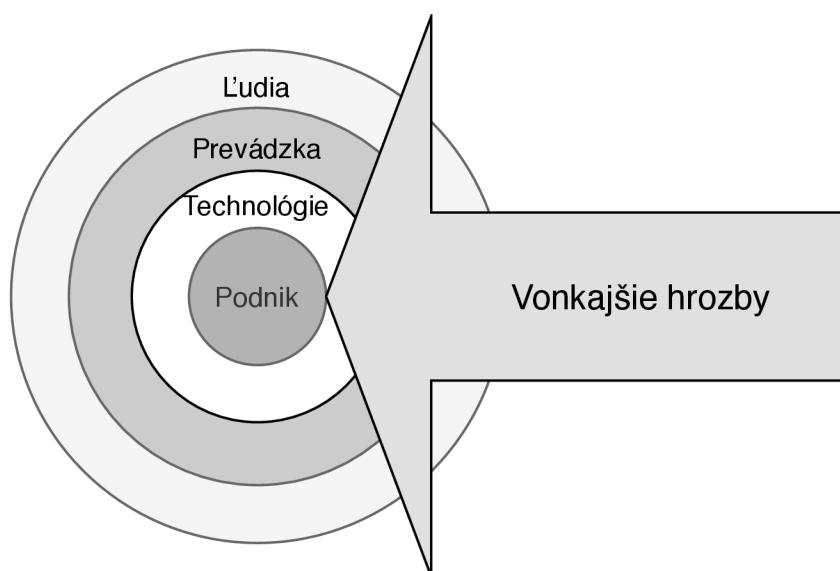 Ľudia
Prevádzka
Technológie
Podnik
Vonkajšie hrozby